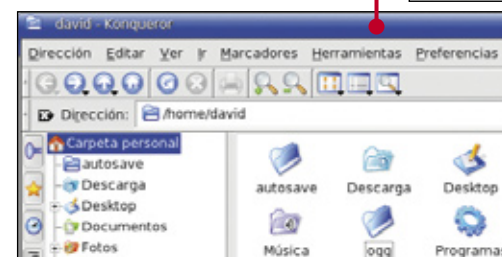 david - Konqueror
Dirección Editar Ver Ir Marcadores Herramientas Preferencias
Dirección: /home/david
Carpeta personal
autosave
Descarga
Desktop
Documentos
Fotos
autosave Descarga Desktop
Música ogg Programas